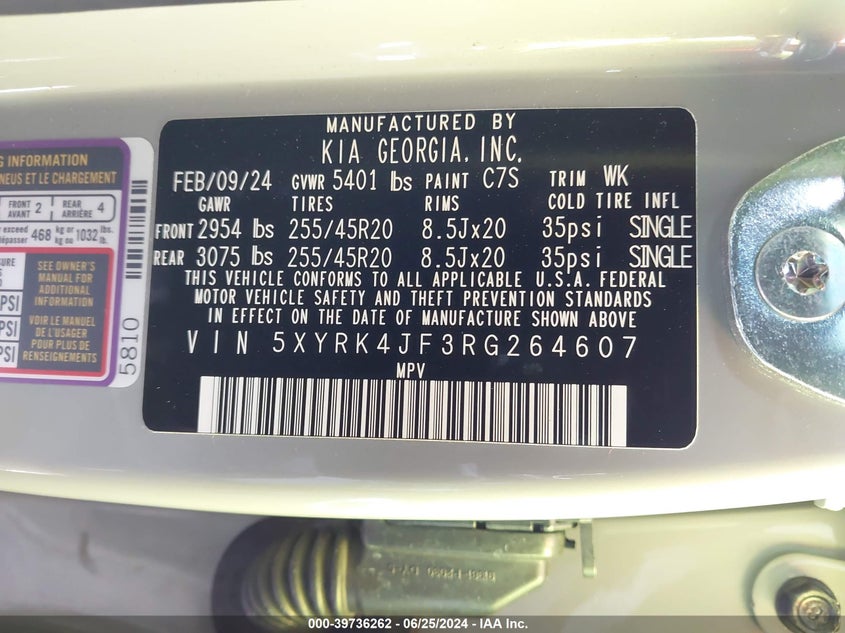 MANUFACTURED BY
KIA GEORGIA, INC.
FEB/09/24 GVWR 5401 lbs PAINT C7S TRIM WK
GAWR TIRES RIMS COLD TIRE INFL
FRONT 2954 lbs 255/45R20 8.5Jx20 35psi SINGLE
REAR 3075 lbs 255/45R20 8.5Jx20 35psi SINGLE
THIS VEHICLE CONFORMS TO ALL APPLICABLE U.S.A. FEDERAL
MOTOR VEHICLE SAFETY AND THEFT PREVENTION STANDARDS
IN EFFECT ON THE DATE OF MANUFACTURE SHOWN ABOVE
VIN 5XYRK4JF3RG264607
MPV
G INFORMATION
NEUS ET LE CHARGEMENT
FRONT AVANT 2 REAR ARRIÈRE 4
exceed 468 kg or 1032 lbs.
dépasser kg ou lb.
SURE
SEE OWNER'S
MANUAL FOR
ADDITIONAL
INFORMATION
PSI
VOIR LE MANUEL
DE L'USAGER
POUR PLUS DE
RENSEIGNEMENTS
PSI
5810
000-39736262 - 06/25/2024 - IAA Inc.